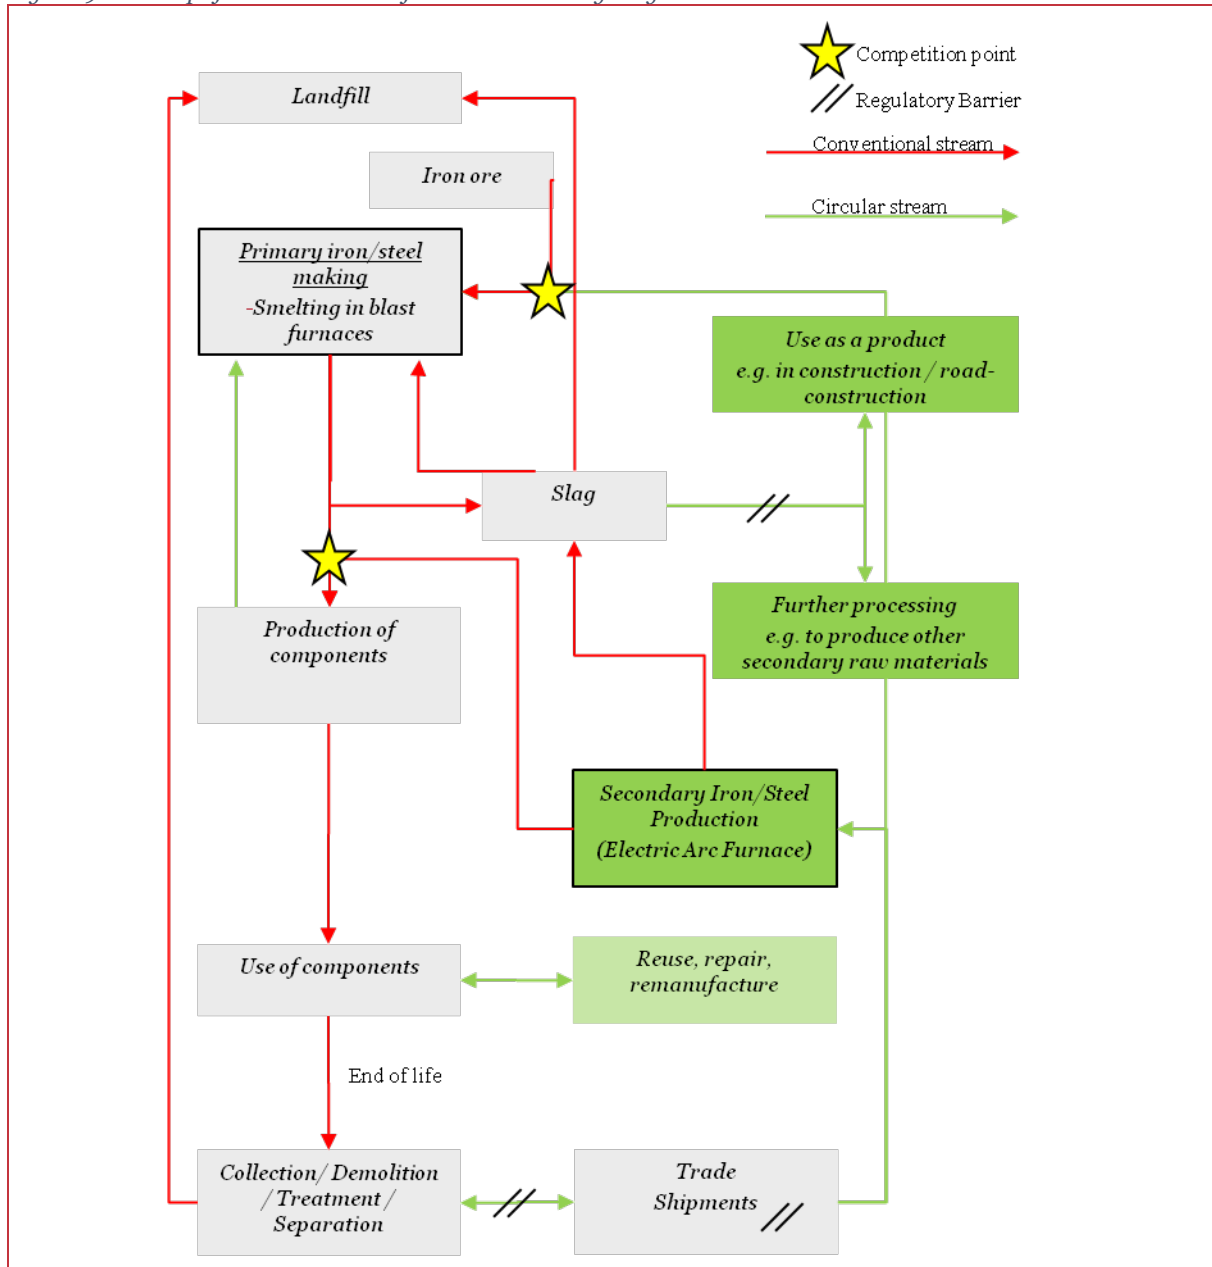 Competition point
Regulatory Barrier
Conventional stream
Circular stream
Landfill
Iron ore
Primary iron/steel
making
-Smelting in blast
furnaces
Use as a product
e.g. in construction / road-
construction
Slag
Production of
components
Further processing
e.g. to produce other
secondary raw materials
Secondary Iron/Steel
Production
(Electric Arc Furnace)
Use of components
Reuse, repair,
remanufacture
End of life
Collection/ Demolition
/ Treatment /
Separation
Trade
Shipments